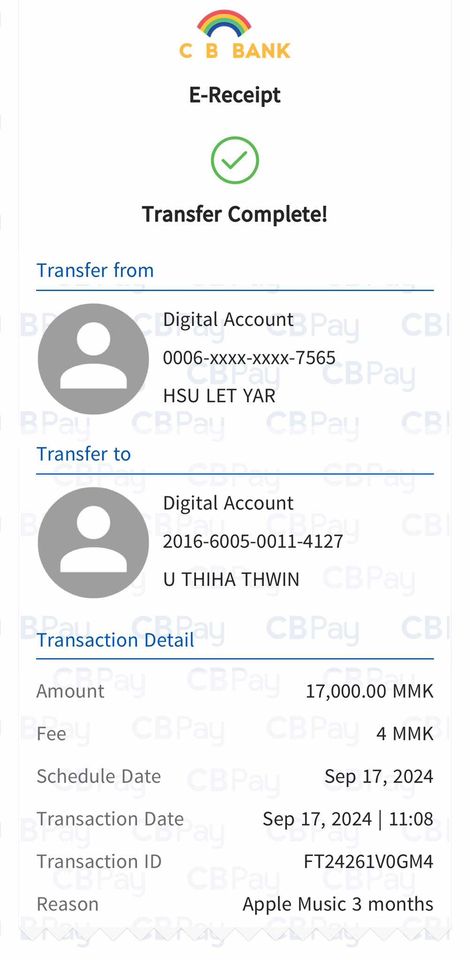 C B BANK
E-Receipt
Transfer Complete!
Transfer from
Digital Account
0006-xxxx-xxxx-7565
HSU LET YAR
Transfer to
Digital Account
2016-6005-0011-4127
U THIHA THWIN
Transaction Detail
Amount 17,000.00 MMK
Fee 4 MMK
Schedule Date Sep 17, 2024
Transaction Date Sep 17, 2024 | 11:08
Transaction ID FT24261V0GM4
Reason Apple Music 3 months